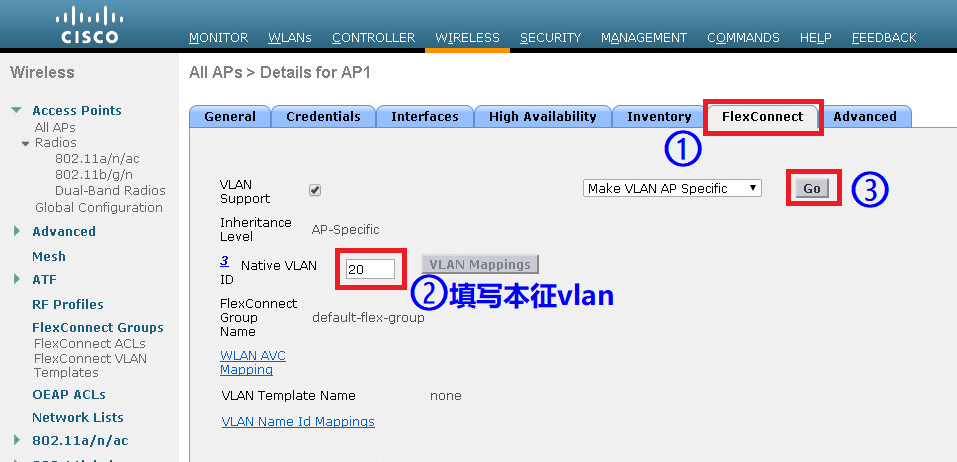 CISCO
MONITOR WLANs CONTROLLER WIRELESS SECURITY MANAGEMENT COMMANDS HELP FEEDBACK
Wireless
Access Points
All APs
Radios
802.11a/n/ac
802.11b/g/n
Dual-Band Radios
Global Configuration
Advanced
Mesh
ATF
RF Profiles
FlexConnect Groups
FlexConnect ACLs
FlexConnect VLAN
Templates
OEAP ACLs
Network Lists
802.11a/n/ac
All APs > Details for AP1
General Credentials Interfaces High Availability Inventory FlexConnect Advanced
①
VLAN
Support
Make VLAN AP Specific
Go
③
Inheritance
Level
AP-Specific
3 Native VLAN
ID
20
VLAN Mappings
②填写本征vlan
FlexConnect
Group
Name
default-flex-group
WLAN AVC
Mapping
VLAN Template Name none
VLAN Name Id Mappings